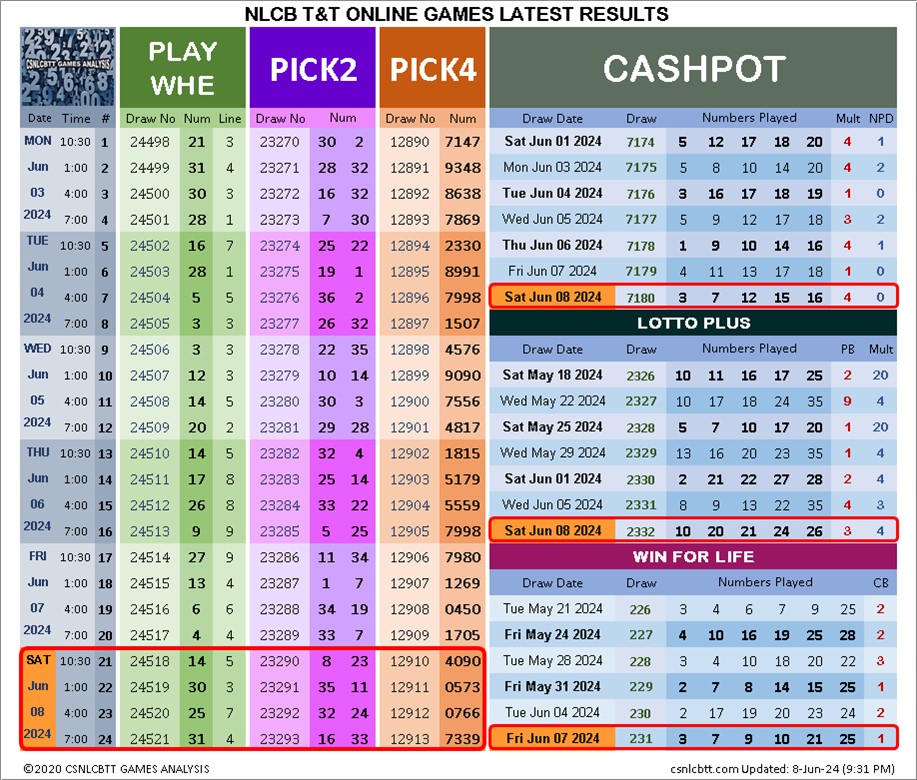 NLCB T&T ONLINE GAMES LATEST RESULTS
CSNLCBTT GAMES ANALYSIS
PLAY WHE PICK2 PICK4 CASHPOT
Date Time # Draw No Num Line Draw No Num Draw No Num Draw Date Draw Numbers Played Mult NPD
MON 10:30 1 24498 21 3 23270 30 2 12890 7147 Sat Jun 01 2024 7174 5 12 17 18 20 4 1
Jun 1:00 2 24499 31 4 23271 28 32 12891 9348 Mon Jun 03 2024 7175 5 8 10 14 20 4 2
03 4:00 3 24500 30 3 23272 16 32 12892 8638 Tue Jun 04 2024 7176 3 16 17 18 19 1 0
2024 7:00 4 24501 28 1 23273 7 30 12893 7869 Wed Jun 05 2024 7177 5 9 12 17 18 3 2
TUE 10:30 5 24502 16 7 23274 25 22 12894 2330 Thu Jun 06 2024 7178 1 9 10 14 16 4 1
Jun 1:00 6 24503 28 1 23275 19 1 12895 8991 Fri Jun 07 2024 7179 4 11 13 17 18 1 0
04 4:00 7 24504 5 5 23276 36 2 12896 7998 Sat Jun 08 2024 7180 3 7 12 15 16 4 0
2024 7:00 8 24505 3 3 23277 26 32 12897 1507 LOTTO PLUS
WED 10:30 9 24506 3 3 23278 22 35 12898 4576 Draw Date Draw Numbers Played PB Mult
Jun 1:00 10 24507 12 3 23279 10 14 12899 9090 Sat May 18 2024 2326 10 11 16 17 25 2 20
05 4:00 11 24508 14 5 23280 30 3 12900 7556 Wed May 22 2024 2327 10 17 18 24 35 9 4
2024 7:00 12 24509 20 2 23281 29 28 12901 4817 Sat May 25 2024 2328 5 7 10 17 20 1 20
THU 10:30 13 24510 14 5 23282 32 4 12902 1815 Wed May 29 2024 2329 13 16 20 23 35 1 4
Jun 1:00 14 24511 17 8 23283 25 14 12903 5179 Sat Jun 01 2024 2330 2 21 22 27 28 2 4
06 4:00 15 24512 26 8 23284 33 22 12904 5559 Wed Jun 05 2024 2331 8 9 13 22 35 4 3
2024 7:00 16 24513 9 9 23285 5 25 12905 7998 Sat Jun 08 2024 2332 10 20 21 24 26 3 4
FRI 10:30 17 24514 27 9 23286 11 34 12906 7980 WIN FOR LIFE
Jun 1:00 18 24515 13 4 23287 1 7 12907 1269 Draw Date Draw Numbers Played CB
07 4:00 19 24516 6 6 23288 34 19 12908 0450 Tue May 21 2024 226 3 4 6 7 9 25 2
2024 7:00 20 24517 4 4 23289 33 7 12909 1705 Fri May 24 2024 227 4 10 16 19 25 28 2
SAT 10:30 21 24518 14 5 23290 8 23 12910 4090 Tue May 28 2024 228 3 4 10 18 20 22 3
Jun 1:00 22 24519 30 3 23291 35 11 12911 0573 Fri May 31 2024 229 2 7 8 14 15 25 1
08 4:00 23 24520 25 7 23292 32 24 12912 0766 Tue Jun 04 2024 230 2 17 19 20 23 24 2
2024 7:00 24 24521 31 4 23293 16 33 12913 7339 Fri Jun 07 2024 231 3 7 9 10 21 25 1
©2020 CSNLCBTT GAMES ANALYSIS csnlcbtt.com Updated: 8-Jun-24 (9:31 PM)